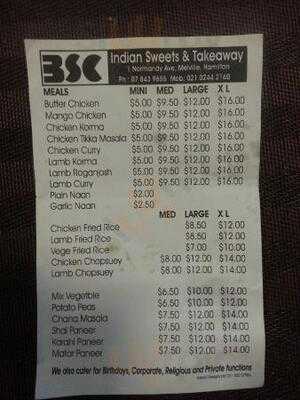 BSC
Indian Sweets & Takeaway
1 Normandy Ave, Melville, Hamilton
Ph: 07 843 9655 Mob: 021 0244 2160
MEALS MINI MED LARGE X L
Butter Chicken $5.00 $9.50 $12.00 $16.00
Mango Chicken $5.00 $9.50 $12.00 $16.00
Chicken Korma $5.00 $9.50 $12.00 $16.00
Chicken Tikka Masala $5.00 $9.50 $12.00 $16.00
Chicken Curry $5.00 $9.50 $12.00 $16.00
Lamb Korma $5.00 $9.50 $12.00 $16.00
Lamb Roganjosh $5.00 $9.50 $12.00 $16.00
Lamb Curry $5.00 $9.50 $12.00 $16.00
Plain Naan $2.00
Garlic Naan $2.50
MED LARGE X L
Chicken Fried Rice $8.50 $12.00
Lamb Fried Rice $8.50 $12.00
Vege Fried Rice $7.00 $10.00
Chicken Chopsuey $8.00 $12.00 $14.00
Lamb Chopsuey $8.00 $12.00 $14.00
Mix Vegetible $6.50 $10.00 $12.00
Potato Peas $6.50 $10.00 $12.00
Chana Masala $7.50 $12.00 $14.00
Shai Paneer $7.50 $12.00 $14.00
Karahi Paneer $7.50 $12.00 $14.00
Matar Paneer $7.50 $12.00 $14.00
We also cater for Birthdays, Corporate, Religious and Private functions